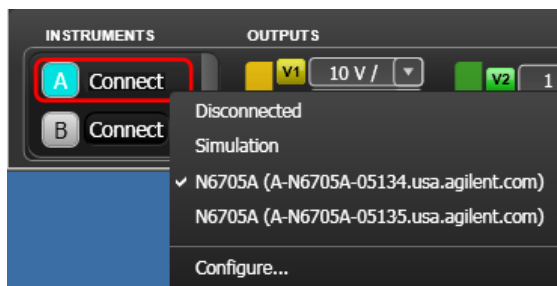 INSTRUMENTS OUTPUTS
A Connect V1 10 V / V2 1
B Connect
Disconnected
Simulation
✓ N6705A (A-N6705A-05134.usa.agilent.com)
N6705A (A-N6705A-05135.usa.agilent.com)
Configure...